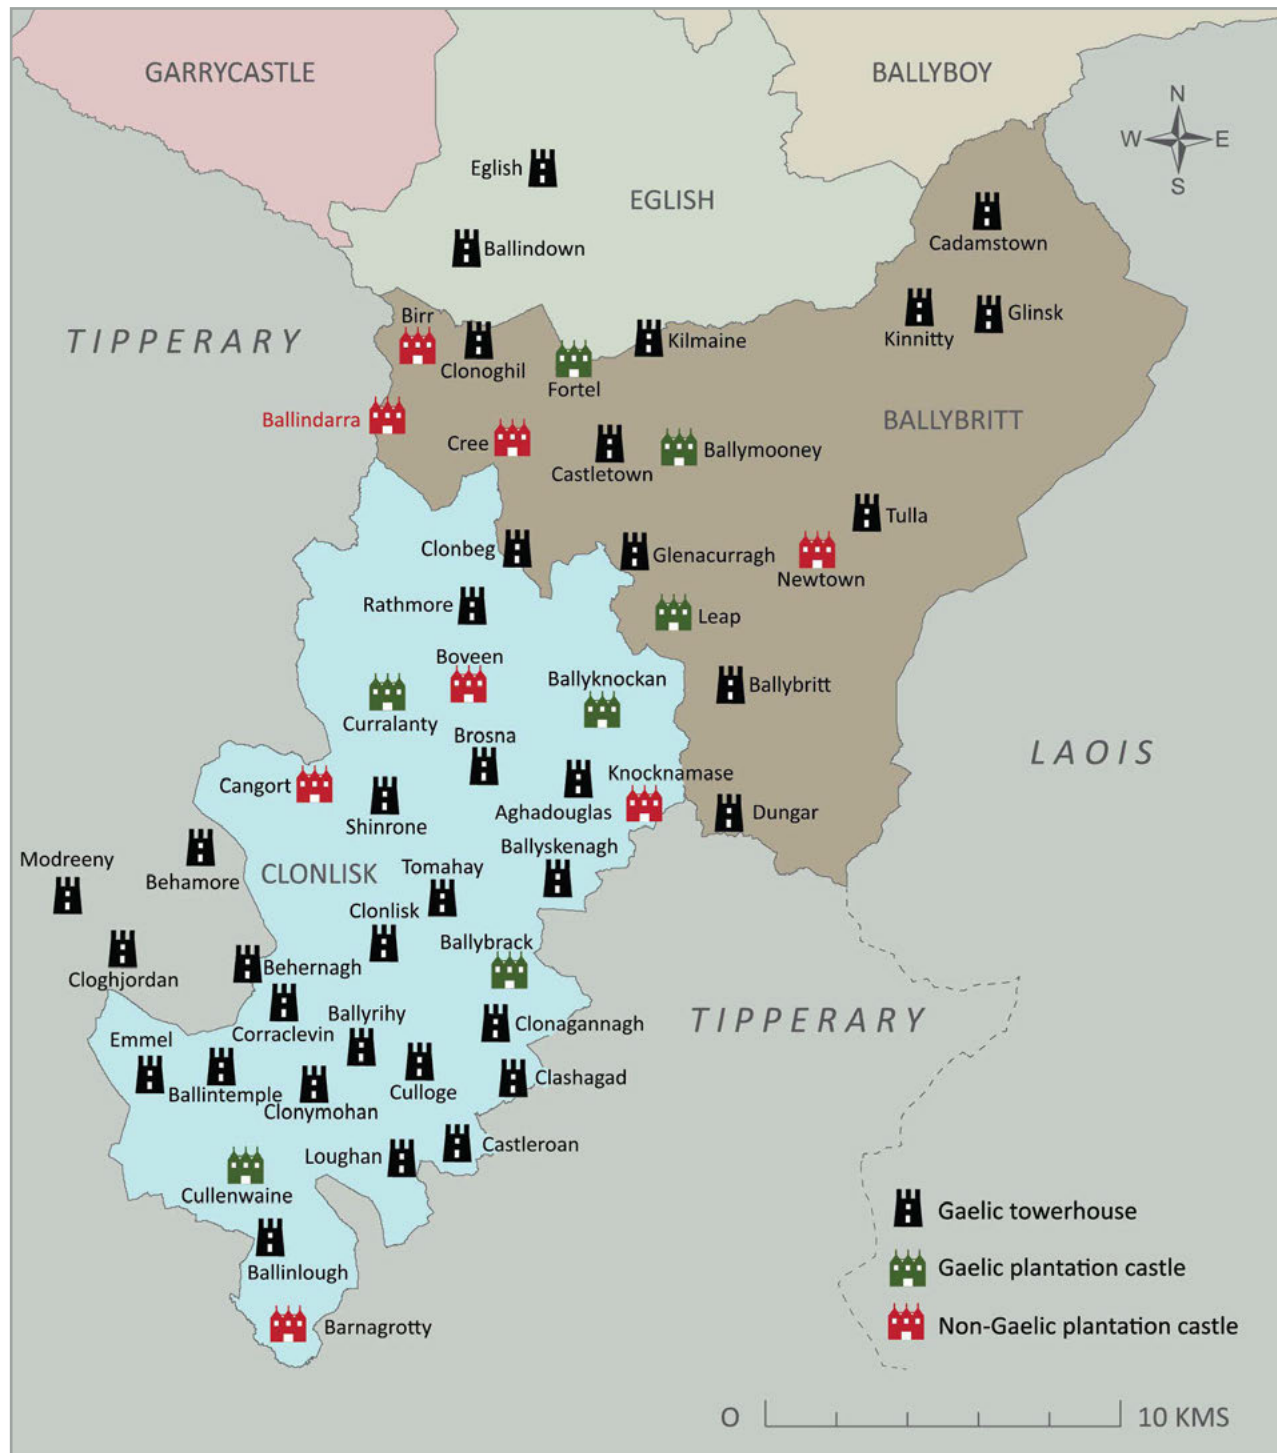 GARRYCASTLE
BALLYBOY
N
W
E
S
Eglish
EGLISH
Cadamstown
Ballindown
Birr
Glinsk
TIPPERARY
Kilmaine
Kinnitty
Clonoghil
Fortel
Ballindarra
BALLYBRITT
Cree
Ballymooney
Castletown
Tulla
Clonbeg
Glenacurragh
Newtown
Rathmore
Leap
Boveen
Ballyknockan
Ballybritt
Curralanty
Brosna
LAOIS
Knocknamase
Cangort
Aghadouglas
Dungar
Shinrone
Ballyskenagh
Modreeny
Tomahay
CLONLISK
Behamore
Clonlisk
Ballybrack
Behernagh
Cloghjordan
Ballyrihy
TIPPERARY
Clonagannagh
Corraclevin
Emmel
Clashagad
Culloge
Ballintemple
Clonymohan
Castleroan
Loughan
Cullenwaine
Gaelic towerhouse
Ballinlough
Gaelic plantation castle
Barnagrotty
Non-Gaelic plantation castle
O
10 KMS